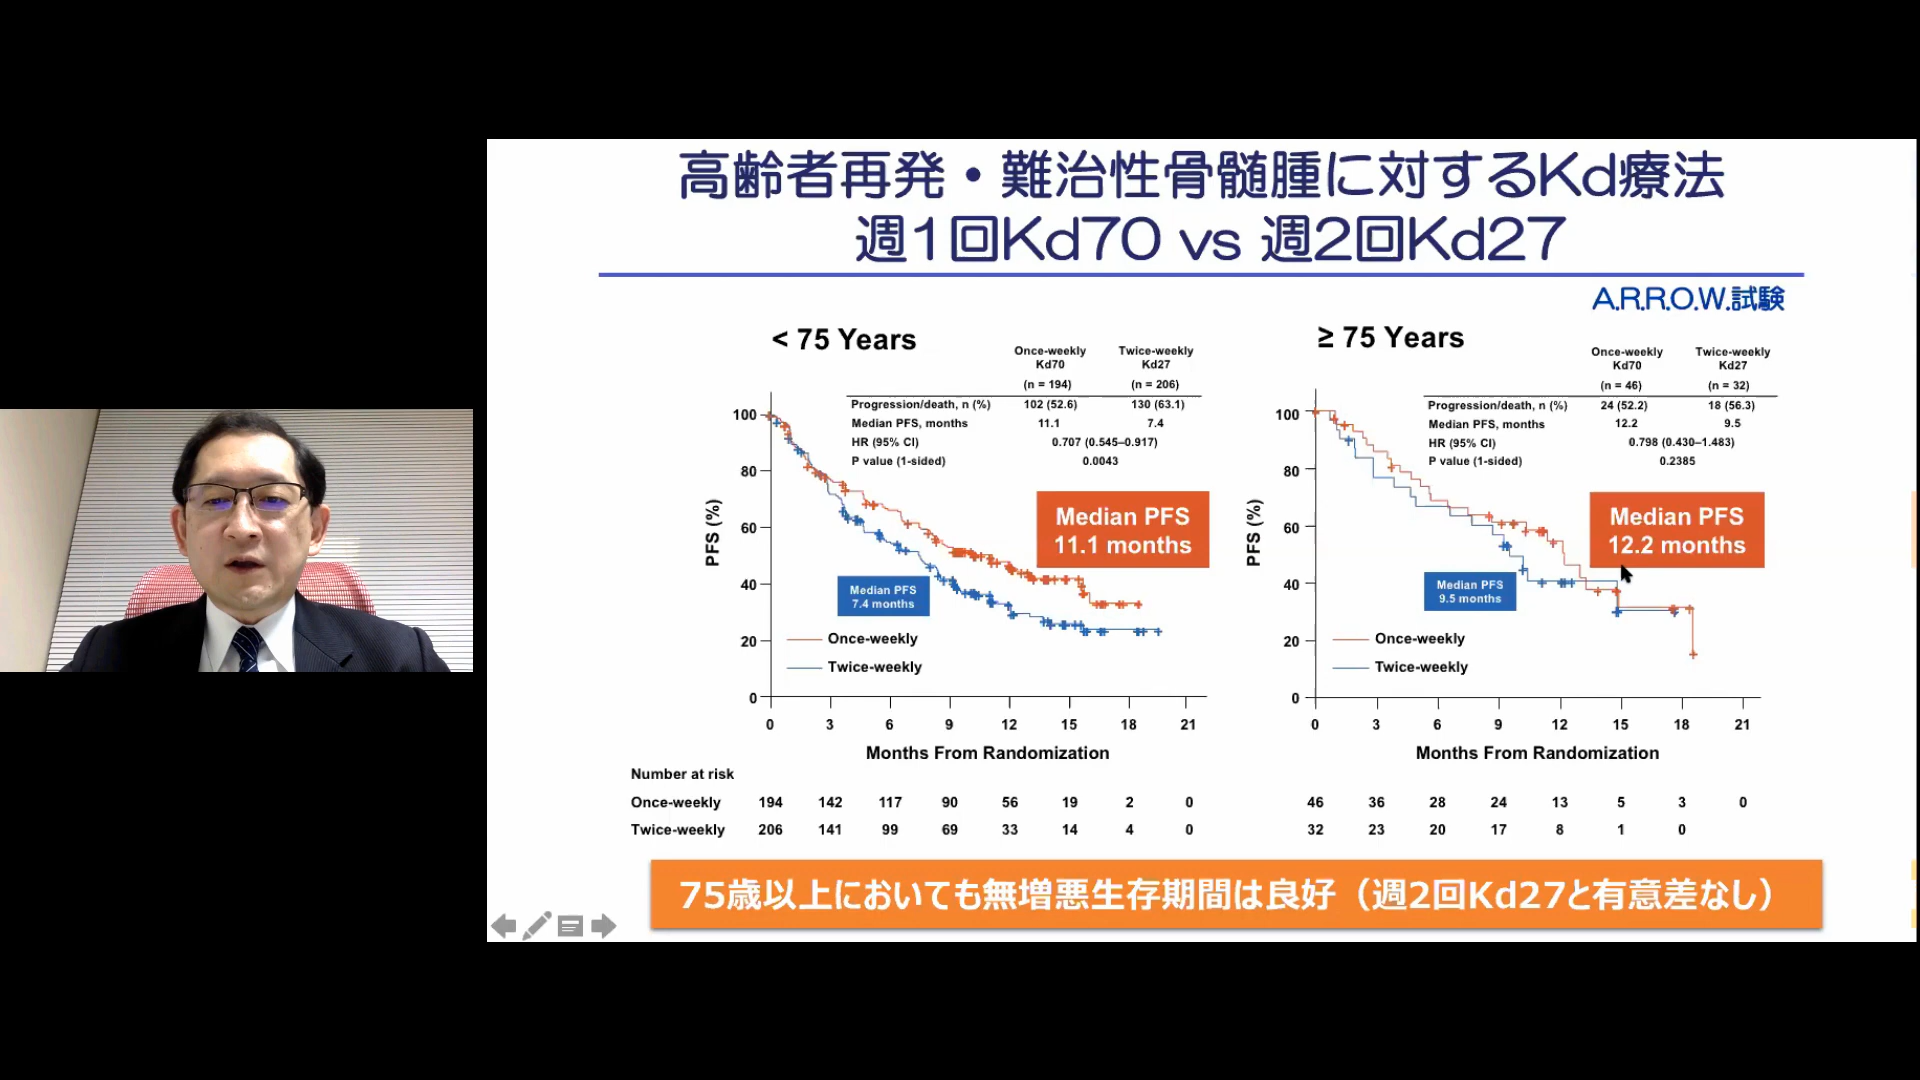 高齢者再発・難治性骨髄腫に対するKd療法
週1回Kd70 vs 週2回Kd27
A.R.R.O.W.試験
< 75 Years
Once-weekly Kd70 (n = 194)
Twice-weekly Kd27 (n = 206)
Progression/death, n (%) 102 (52.6) 130 (63.1)
Median PFS, months 11.1 7.4
HR (95% CI) 0.707 (0.545–0.917)
P value (1-sided) 0.0043
PFS (%)
100
80
60
40
20
0
Median PFS
11.1 months
Median PFS
7.4 months
Once-weekly
Twice-weekly
0 3 6 9 12 15 18 21
Months From Randomization
≥ 75 Years
Once-weekly Kd70 (n = 46)
Twice-weekly Kd27 (n = 32)
Progression/death, n (%) 24 (52.2) 18 (56.3)
Median PFS, months 12.2 9.5
HR (95% CI) 0.798 (0.430–1.483)
P value (1-sided) 0.2385
PFS (%)
100
80
60
40
20
0
Median PFS
12.2 months
Median PFS
9.5 months
Once-weekly
Twice-weekly
0 3 6 9 12 15 18 21
Months From Randomization
Number at risk
Once-weekly 194 142 117 90 56 19 2 0 46 36 28 24 13 5 3 0
Twice-weekly 206 141 99 69 33 14 4 0 32 23 20 17 8 1 0
75歳以上においても無増悪生存期間は良好（週2回Kd27と有意差なし）